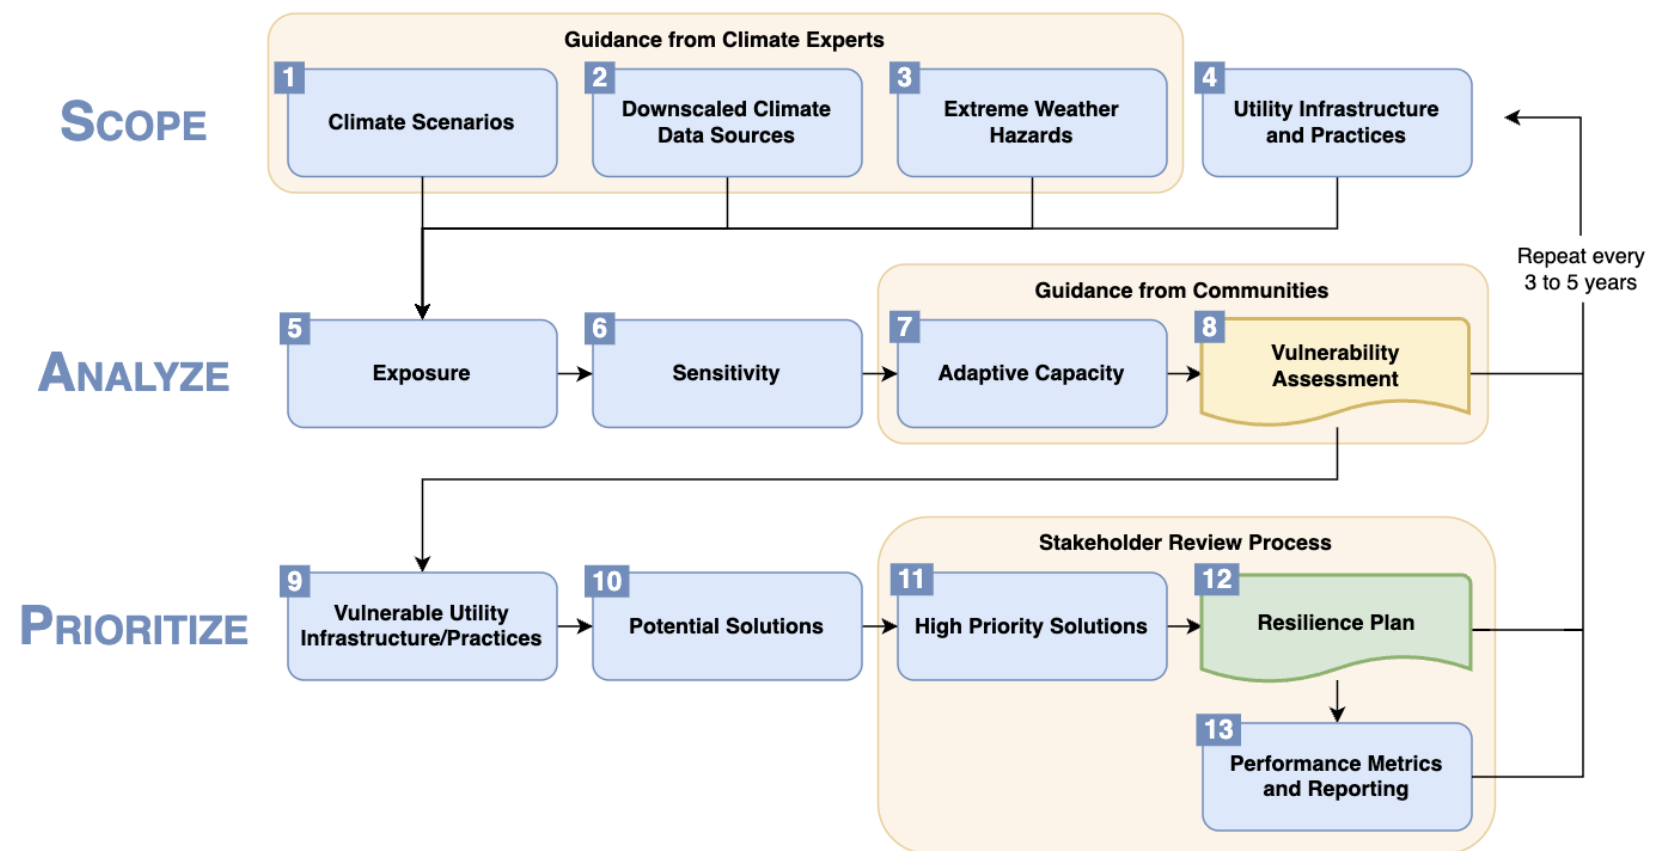 Guidance from Climate Experts
SCOPE
1
Climate Scenarios
2
Downscaled Climate
Data Sources
3
Extreme Weather
Hazards
4
Utility Infrastructure
and Practices
Repeat every
3 to 5 years
Guidance from Communities
ANALYZE
5
Exposure
6
Sensitivity
7
Adaptive Capacity
8
Vulnerability
Assessment
Stakeholder Review Process
PRIORITIZE
9
Vulnerable Utility
Infrastructure/Practices
10
Potential Solutions
11
High Priority Solutions
12
Resilience Plan
13
Performance Metrics
and Reporting